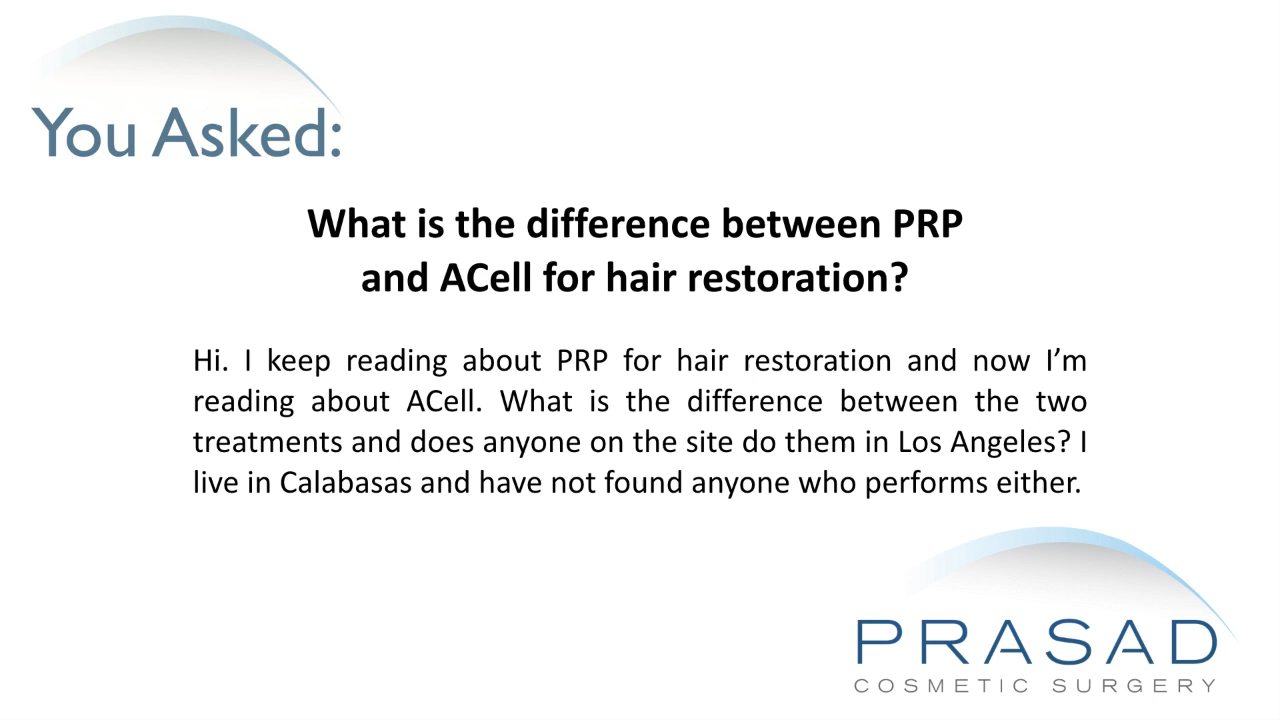 You Asked:
What is the difference between PRP
and ACell for hair restoration?
Hi. I keep reading about PRP for hair restoration and now I’m
reading about ACell. What is the difference between the two
treatments and does anyone on the site do them in Los Angeles? I
live in Calabasas and have not found anyone who performs either.
PRASAD
COSMETIC SURGERY